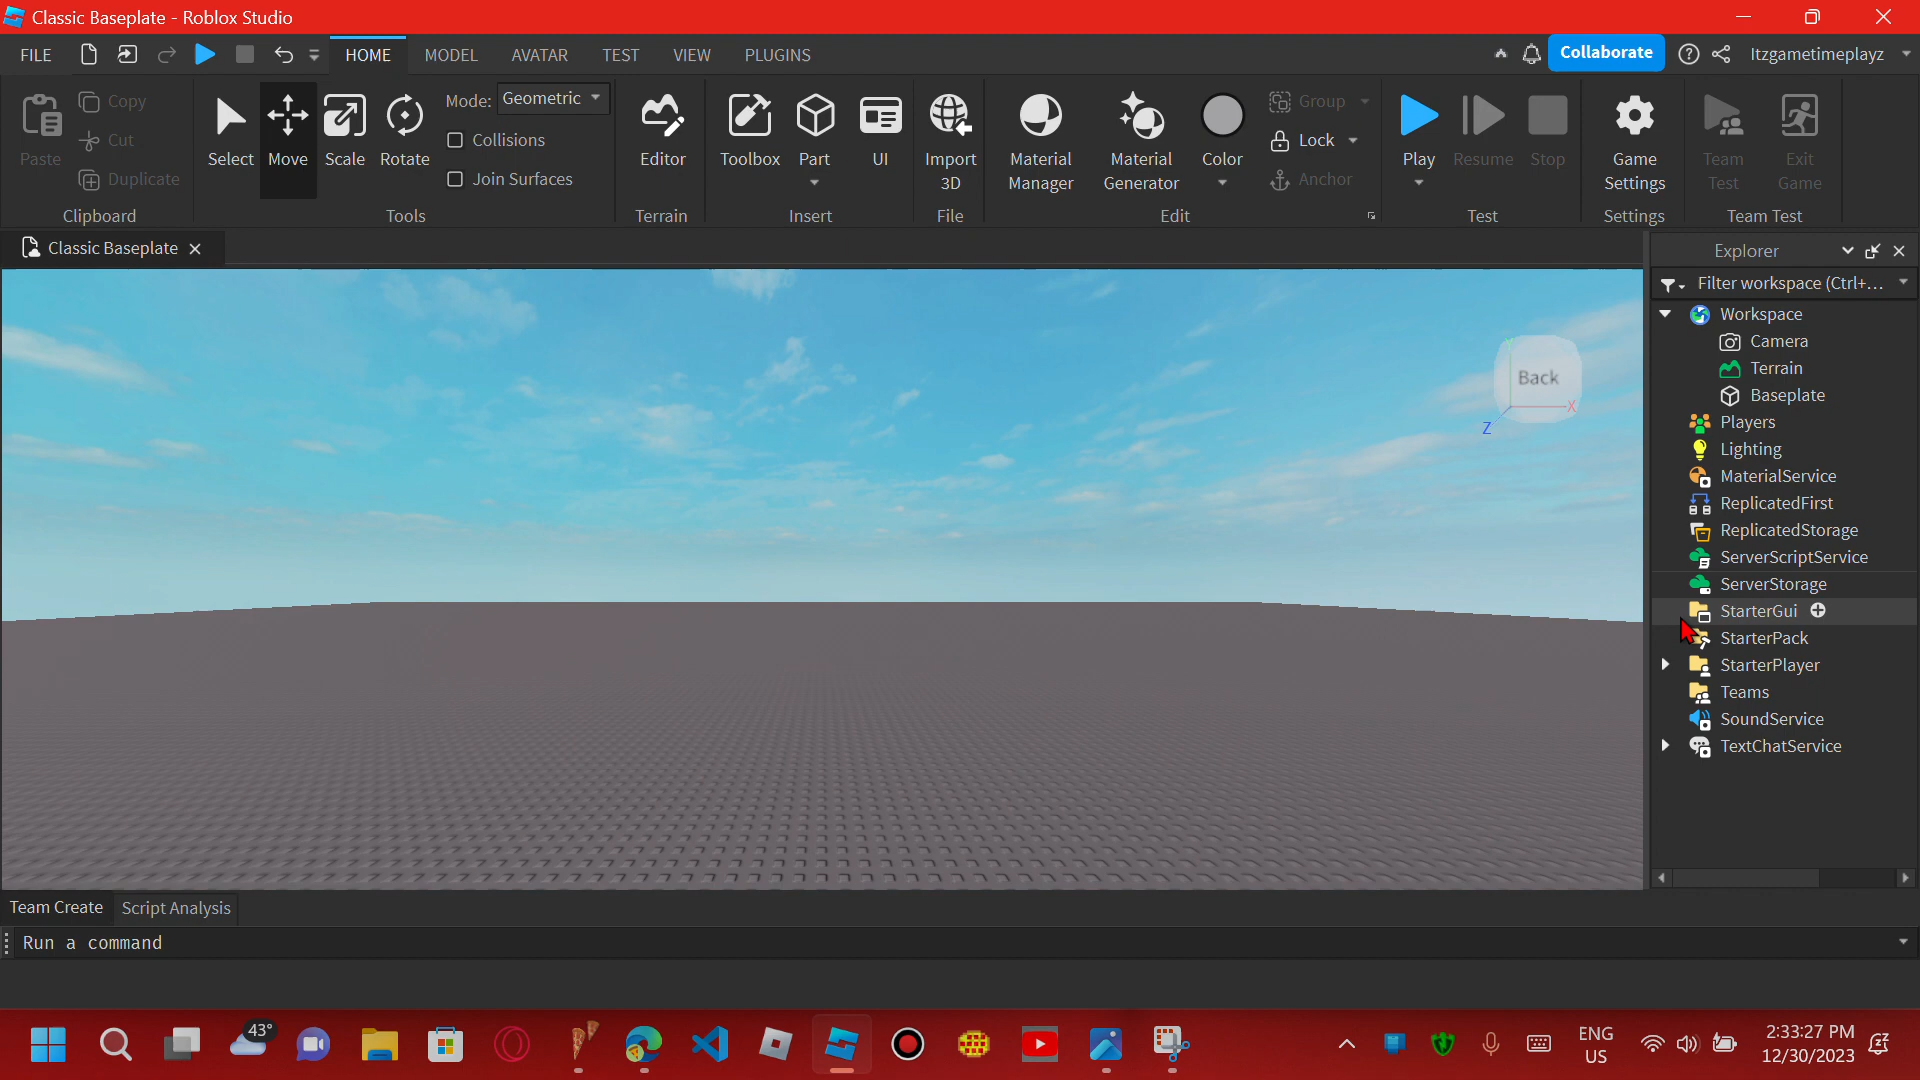 Classic Baseplate - Roblox Studio
FILE HOME MODEL AVATAR TEST VIEW PLUGINS Collaborate Itzgametimeplayz
Paste Copy Cut Duplicate
Clipboard
Select Move Scale Rotate
Mode: Geometric
Collisions
Join Surfaces
Tools
Editor
Terrain
Toolbox Part UI
Insert
Import 3D
File
Material Manager
Material Generator
Color
Group
Lock
Anchor
Edit
Play Resume Stop
Test
Game Settings
Settings
Team Test
Exit Game
Team Test
Classic Baseplate
Explorer
Filter workspace (Ctrl+...
Workspace
Camera
Terrain
Baseplate
Players
Lighting
MaterialService
ReplicatedFirst
ReplicatedStorage
ServerScriptService
ServerStorage
StarterGui
StarterPack
StarterPlayer
Teams
SoundService
TextChatService
Y
Back
X
Z
Team Create Script Analysis
Run a command
43°
ENG
US
2:33:27 PM
12/30/2023